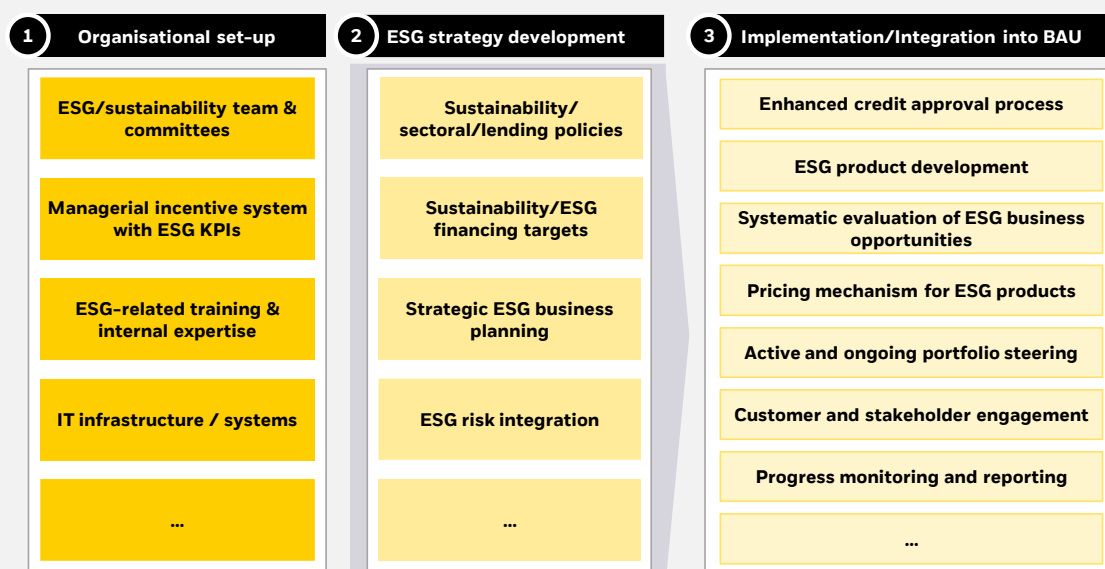 1
Organisational set-up
ESG/sustainability team &
committees
Managerial incentive system
with ESG KPIs
ESG-related training &
internal expertise
IT infrastructure / systems
...
2
ESG strategy development
Sustainability/
sectoral/lending policies
Sustainability/ESG
financing targets
Strategic ESG business
planning
ESG risk integration
...
3
Implementation/Integration into BAU
Enhanced credit approval process
ESG product development
Systematic evaluation of ESG business
opportunities
Pricing mechanism for ESG products
Active and ongoing portfolio steering
Customer and stakeholder engagement
Progress monitoring and reporting
...